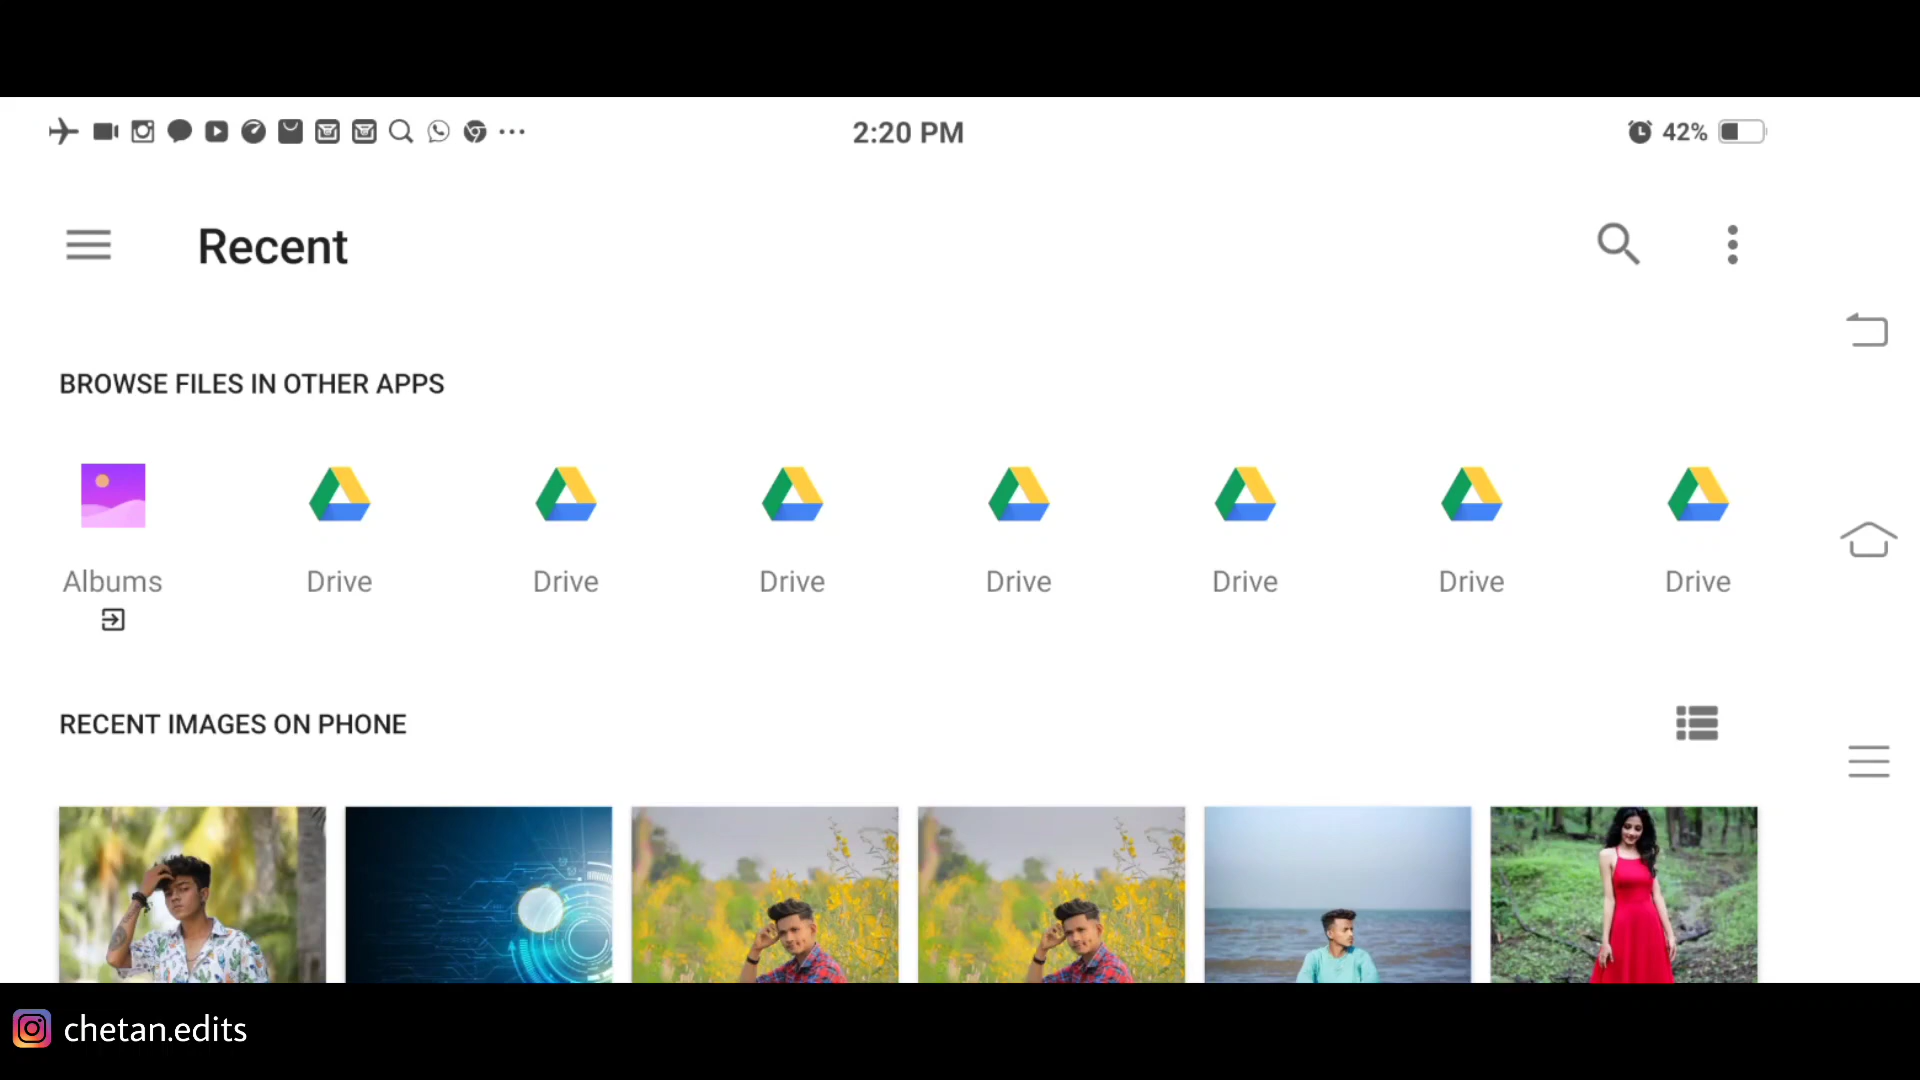 2:20 PM
42%
Recent
BROWSE FILES IN OTHER APPS
Albums
Drive
Drive
Drive
Drive
Drive
Drive
Drive
RECENT IMAGES ON PHONE
chetan.edits